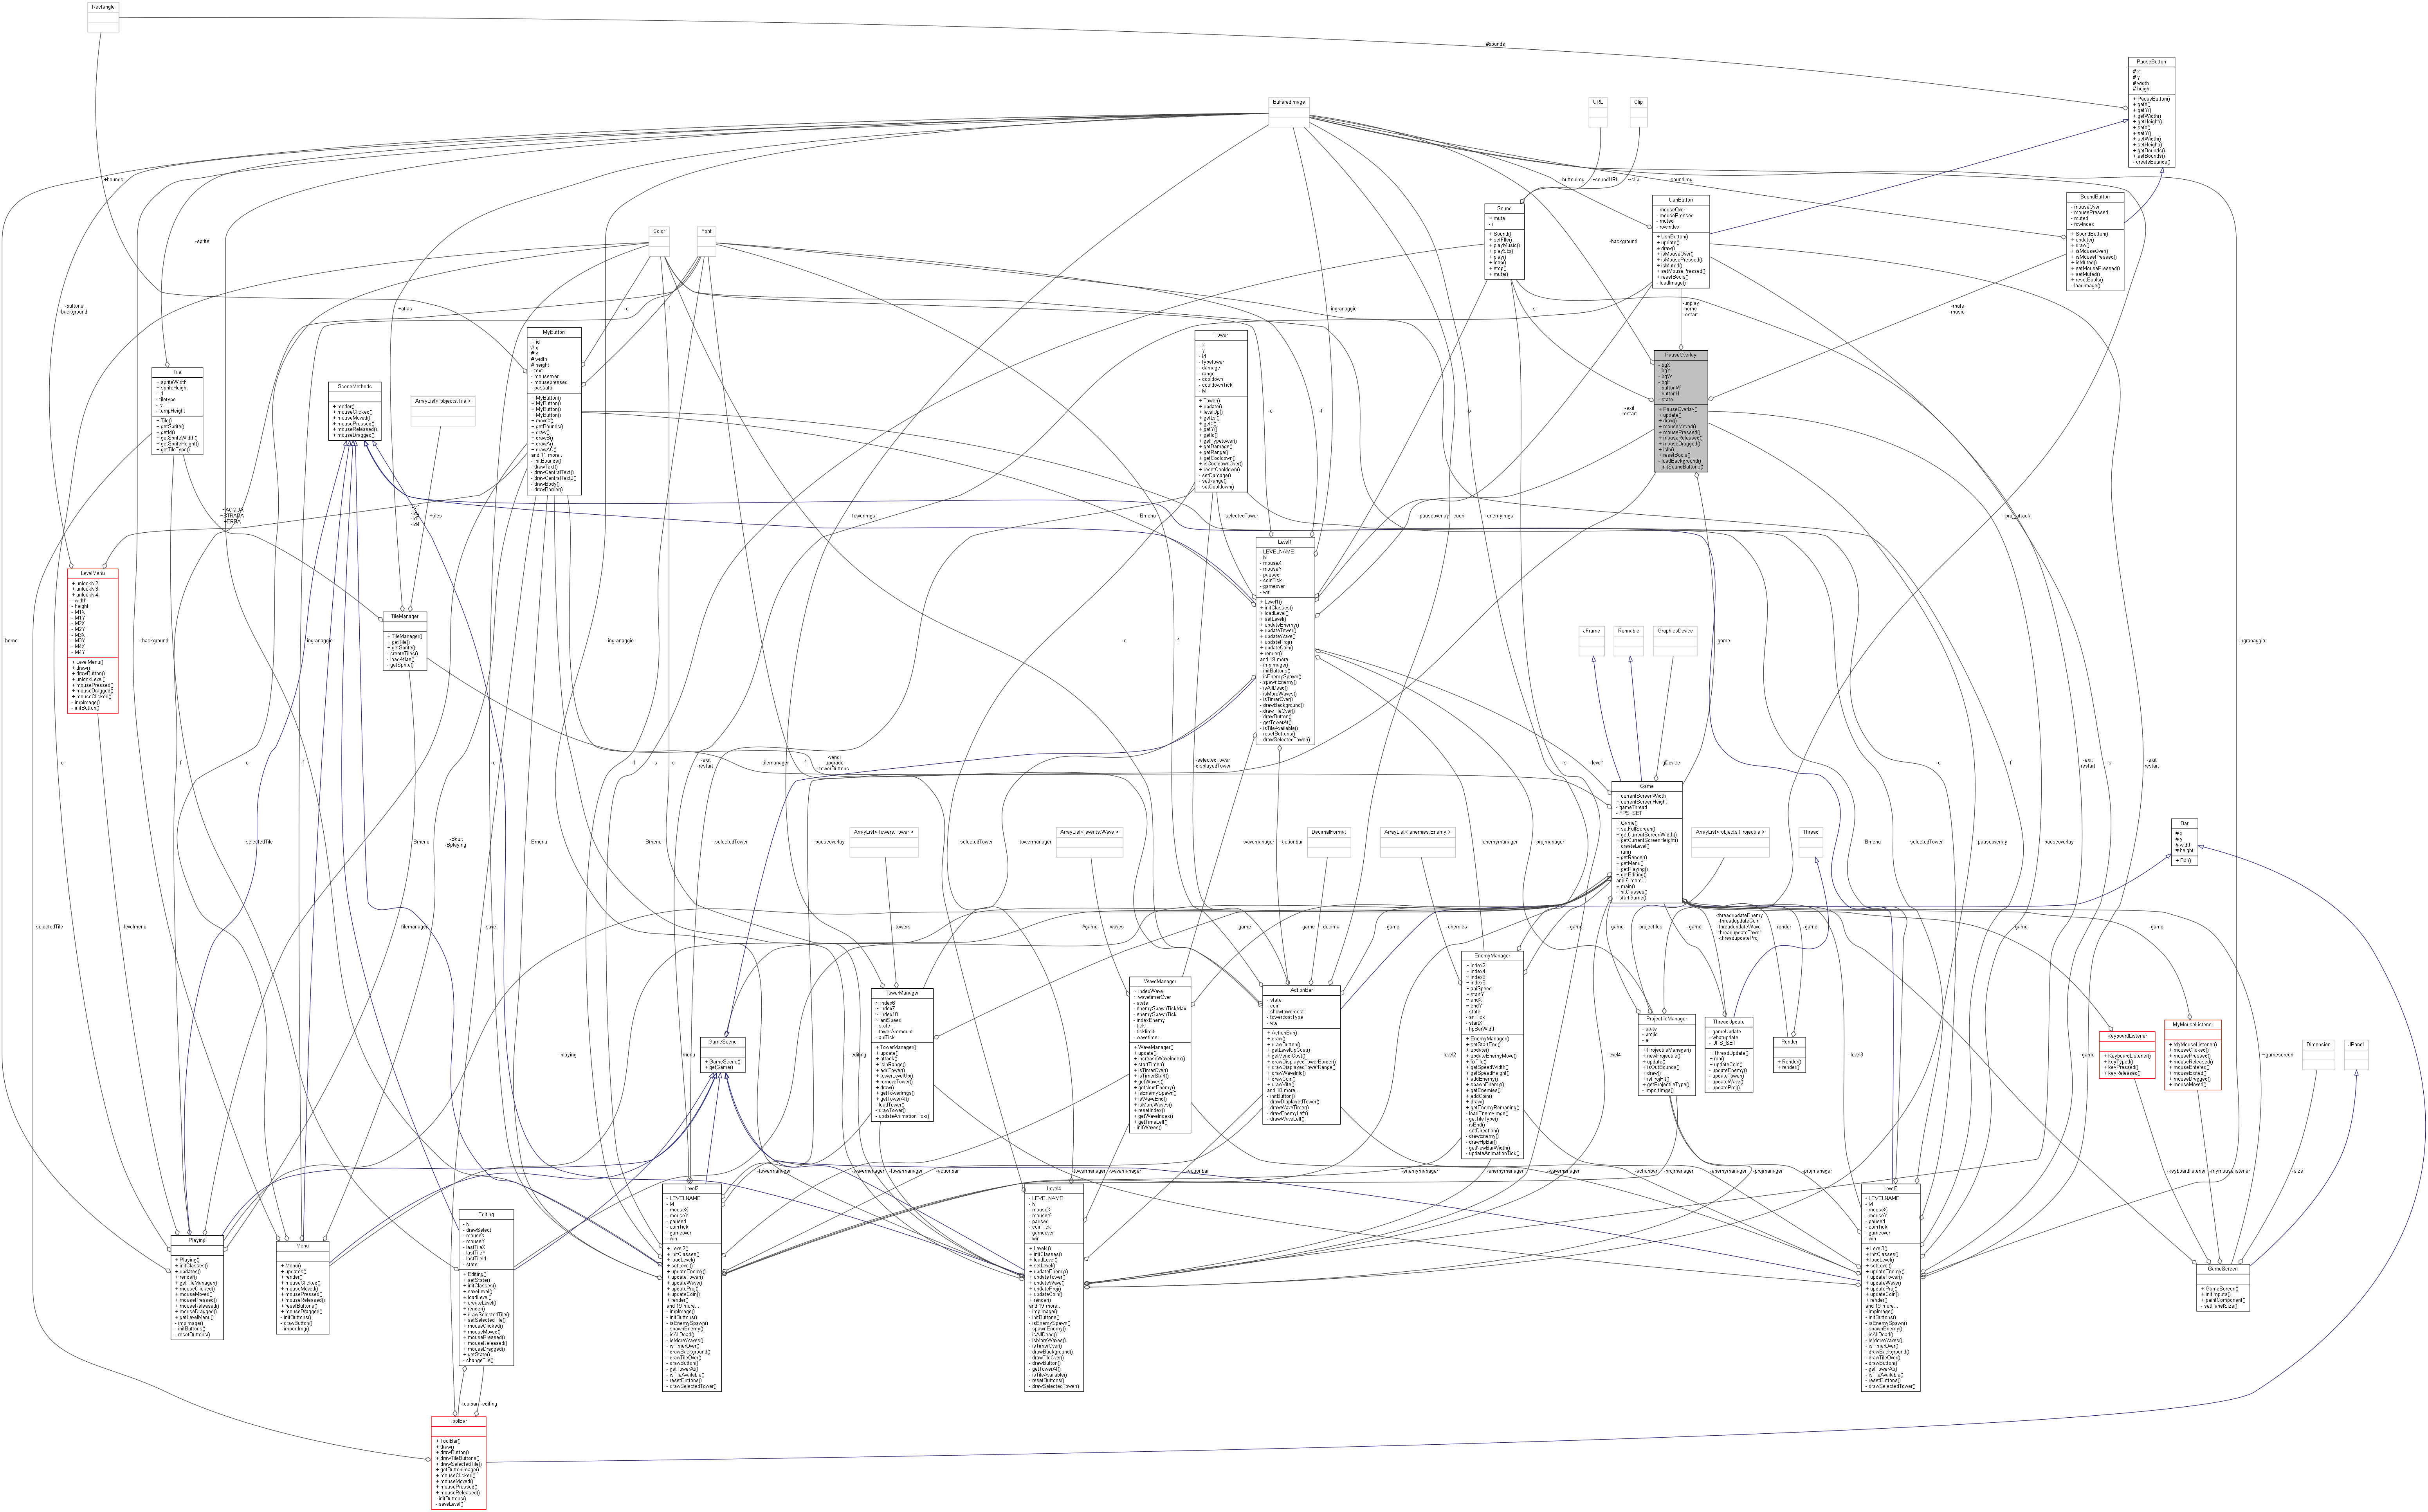 Rectangle
#bounds
PauseButton
# x
# y
# width
# height
+ PauseButton()
+ getX()
+ getY()
+ getWidth()
+ getHeight()
+ setX()
+ setY()
+ setWidth()
+ setHeight()
+ getBounds()
+ setBounds()
- createBounds()
BufferedImage
URL
Clip
+bounds
-buttonImg
~soundURL
~clip
-soundImg
Sound
~ mute
- i
+ Sound()
+ setFile()
+ playMusic()
+ playSE()
+ play()
+ loop()
+ stop()
+ mute()
UshButton
- mouseOver
- mousePressed
- muted
- rowIndex
+ UshButton()
+ update()
+ draw()
+ isMouseOver()
+ isMousePressed()
+ isMuted()
+ setMousePressed()
+ resetBools()
- loadImage()
SoundButton
- mouseOver
- mousePressed
- muted
- rowIndex
+ SoundButton()
+ update()
+ draw()
+ isMouseOver()
+ isMousePressed()
+ isMuted()
+ setMousePressed()
+ setMuted()
+ resetBools()
- loadImage()
Color
Font
-sprite
-background
-buttons
-background
+atlas
-c
-f
-ingranaggio
-s
-unplay
-home
-restart
-mute
-music
MyButton
+ id
# x
# y
# width
# height
- text
- mouseover
- mousepressed
- passato
+ MyButton()
+ MyButton()
+ MyButton()
+ MyButton()
+ moveX()
+ getBounds()
+ draw()
+ drawB()
+ drawA()
+ drawAC()
and 11 more...
- initBounds()
- drawText()
- drawCentralText()
- drawCentralText2()
- drawBody()
- drawBorder()
Tower
- x
- y
- id
- typetower
- damage
- range
- cooldown
- cooldownTick
- lvl
+ Tower()
+ update()
+ levelUp()
+ getLvl()
+ getX()
+ getY()
+ getId()
+ getTypetower()
+ getDamage()
+ getRange()
+ getCooldown()
+ isCooldownOver()
+ resetCooldown()
- setDamage()
- setRange()
- setCooldown()
PauseOverlay
- bgX
- bgY
- bgW
- bgH
- buttonW
- buttonH
- state
+ PauseOverlay()
+ update()
+ draw()
+ mouseMoved()
+ mousePressed()
+ mouseReleased()
+ mouseDragged()
+ isIn()
+ resetBools()
- loadBackground()
- initSoundButtons()
Tile
+ spriteWidth
+ spriteHeight
- id
- tiletype
- lvl
- tempHeight
+ Tile()
+ getSprite()
+ getId()
+ getSpriteWidth()
+ getSpriteHeight()
+ getTileType()
SceneMethods
+ render()
+ mouseClicked()
+ mouseMoved()
+ mousePressed()
+ mouseReleased()
+ mouseDragged()
ArrayList< objects.Tile >
-c
-f
-s
-exit
-restart
~ACQUA
~STRADA
+ERBA
-M1
-M2
-M3
-M4
+tiles
-Bmenu
-towerImgs
-selectedTower
-pauseoverlay
-cuori
-enemyImgs
-projattack
LevelMenu
+ unlocklvl2
+ unlocklvl3
+ unlocklvl4
- width
- height
- M1X
- M1Y
- M2X
- M2Y
- M3X
- M3Y
- M4X
- M4Y
+ LevelMenu()
+ draw()
+ drawButton()
+ unlockLevel()
+ mousePressed()
+ mouseDragged()
+ mouseClicked()
- impImage()
- initButton()
TileManager
+ TileManager()
+ getTile()
+ getSprite()
- createTiles()
- loadAtlas()
- getSprite()
Level1
- LEVELNAME
- lvl
- mouseX
- mouseY
- paused
- coinTick
- gameover
- win
+ Level1()
+ initClasses()
+ loadLevel()
+ setLevel()
+ updateEnemy()
+ updateTower()
+ updateWave()
+ updateProj()
+ updateCoin()
+ render()
and 19 more...
- impImage()
- initButtons()
- isEnemySpawn()
- spawnEnemy()
- isAllDead()
- isMoreWaves()
- isTimerOver()
- drawBackground()
- drawTileOver()
- drawButton()
- getTowerAt()
- isTileAvailable()
- resetButtons()
- drawSelectedTower()
JFrame
Runnable
GraphicsDevice
-home
-background
-ingranaggio
-ingranaggio
-c
-f
-game
-ingranaggio
-c
-f
-c
-f
-selectedTile
-Bmenu
-Bquit
-Bplaying
-c
-Bmenu
-f
-s
-c
-exit
-restart
-tilemanager
-f
-vendi
-upgrade
-towerButtons
-selectedTower
-displayedTower
-s
-level1
-gDevice
-c
-f
-exit
-restart
-s
-exit
-restart
Game
+ currentScreenWidth
+ currentScreenHeight
- gameThread
- FPS_SET
+ Game()
+ setFullScreen()
+ getCurrentScreenWidth()
+ getCurrentScreenHeight()
+ createLevel()
+ run()
+ getRender()
+ getMenu()
+ getPlaying()
+ getEditing()
and 6 more...
+ main()
- InitClasses()
- startGame()
ArrayList< towers.Tower >
ArrayList< events.Wave >
DecimalFormat
ArrayList< enemies.Enemy >
ArrayList< objects.Projectile >
Thread
Bar
# x
# y
# width
# height
+ Bar()
-Bmenu
-selectedTower
-pauseoverlay
-selectedTower
-towermanager
-wavemanager
-actionbar
-enemymanager
-projmanager
-Bmenu
-selectedTower
-pauseoverlay
-pauseoverlay
-selectedTile
-levelmenu
-tilemanager
-save
-towers
#game
-waves
-game
-game
-decimal
-game
-enemies
-game
-game
-projectiles
-game
-threadupdateEnemy
-threadupdateCoin
-threadupdateWave
-threadupdateTower
-threadupdateProj
-render
-game
-game
-game
-game
TowerManager
~ index6
~ index7
~ index10
~ aniSpeed
- state
- towerAmmount
- aniTick
+ TowerManager()
+ update()
+ attack()
+ isInRange()
+ addTower()
+ towerLevelUp()
+ removeTower()
+ draw()
+ getTowerImgs()
+ getTowerAt()
- loadTower()
- drawTower()
- updateAnimationTick()
WaveManager
~ indexWave
~ wavetimerOver
- state
- enemySpawnTickMax
- enemySpawnTick
- indexEnemy
- tick
- ticklimit
- wavetimer
+ WaveManager()
+ update()
+ increaseWaveIndex()
+ startTimer()
+ isTimerOver()
+ isTimerStart()
+ getWaves()
+ getNextEnemy()
+ isEnemySpawn()
+ isWaveEnd()
+ isMoreWaves()
+ resetIndex()
+ getWaveIndex()
+ getTimeLeft()
- initWaves()
ActionBar
- state
- coin
- showtowercost
- towercostType
- vite
+ ActionBar()
+ draw()
+ drawButton()
+ getLevelUpCost()
+ getVendiCost()
+ drawDisplayedTowerBorder()
+ drawDisplayedTowerRange()
+ drawWaveInfo()
+ drawCoin()
+ drawVite()
and 10 more...
- initButton()
- drawDiaplayedTower()
- drawWaveTimer()
- drawEnemyLeft()
- drawWaveLeft()
EnemyManager
~ index2
~ index4
~ index6
~ index8
~ aniSpeed
~ startY
~ endX
~ endY
- state
- aniTick
- startX
- hpBarWidth
+ EnemyManager()
+ setStartEnd()
+ update()
+ updateEnemyMove()
+ fixTile()
+ getSpeedWidth()
+ getSpeedHeight()
+ addEnemy()
+ spawnEnemy()
+ getEnemies()
+ addCoin()
+ draw()
+ getEnemyRemaning()
- loadEnemyImgs()
- getTileType()
- isEnd()
- setDirection()
- drawEnemy()
- drawHpBar()
- getNewBarWidth()
- updateAnimationTick()
ProjectileManager
- state
- projId
- a
+ ProjectileManager()
+ newProjectile()
+ update()
+ isOutBounds()
+ draw()
+ isProjHit()
+ getProjectileType()
- importImgs()
ThreadUpdate
- gameUpdate
- whatupdate
- UPS_SET
+ ThreadUpdate()
+ run()
+ updateCoin()
- updateEnemy()
- updateTower()
- updateWave()
- updateProj()
Render
+ Render()
+ render()
KeyboardListener
+ KeyboardListener()
+ keyTyped()
+ keyPressed()
+ keyReleased()
MyMouseListener
+ MyMouseListener()
+ mouseClicked()
+ mousePressed()
+ mouseReleased()
+ mouseEntered()
+ mouseExited()
+ mouseDragged()
+ mouseMoved()
Dimension
JPanel
GameScene
+ GameScene()
+ getGame()
-playing
-menu
-editing
-level2
-level4
-level3
-game
~gamescreen
-towermanager
-wavemanager
-towermanager
-actionbar
-towermanager
-wavemanager
-actionbar
-enemymanager
-projmanager
-enemymanager
-wavemanager
-actionbar
-enemymanager
-projmanager
-projmanager
-keyboardlistener
-mymouselistener
-size
Playing
+ Playing()
+ initClasses()
+ updates()
+ render()
+ getTileManager()
+ mouseClicked()
+ mouseMoved()
+ mousePressed()
+ mouseReleased()
+ mouseDragged()
+ getLevelMenu()
- impImage()
- initButtons()
- resetButtons()
Menu
+ Menu()
+ updates()
+ render()
+ mouseClicked()
+ mouseMoved()
+ mousePressed()
+ mouseReleased()
+ resetButtons()
+ mouseDragged()
- initButtons()
- drawButton()
- importImg()
Editing
- lvl
- drawSelect
- mouseX
- mouseY
- lastTileX
- lastTileY
- lastTileId
- state
+ Editing()
+ setState()
+ initClasses()
+ saveLevel()
+ loadLevel()
+ createLevel()
+ render()
+ drawSelectedTile()
+ setSelectedTile()
+ mouseClicked()
+ mouseMoved()
+ mousePressed()
+ mouseReleased()
+ mouseDragged()
+ getState()
- changeTile()
Level2
- LEVELNAME
- lvl
- mouseX
- mouseY
- paused
- coinTick
- gameover
- win
+ Level2()
+ initClasses()
+ loadLevel()
+ setLevel()
+ updateEnemy()
+ updateTower()
+ updateWave()
+ updateProj()
+ updateCoin()
+ render()
and 19 more...
- impImage()
- initButtons()
- isEnemySpawn()
- spawnEnemy()
- isAllDead()
- isMoreWaves()
- isTimerOver()
- drawBackground()
- drawTileOver()
- drawButton()
- getTowerAt()
- isTileAvailable()
- resetButtons()
- drawSelectedTower()
Level4
- LEVELNAME
- lvl
- mouseX
- mouseY
- paused
- coinTick
- gameover
- win
+ Level4()
+ initClasses()
+ loadLevel()
+ setLevel()
+ updateEnemy()
+ updateTower()
+ updateWave()
+ updateProj()
+ updateCoin()
+ render()
and 19 more...
- impImage()
- initButtons()
- isEnemySpawn()
- spawnEnemy()
- isAllDead()
- isMoreWaves()
- isTimerOver()
- drawBackground()
- drawTileOver()
- drawButton()
- getTowerAt()
- isTileAvailable()
- resetButtons()
- drawSelectedTower()
Level3
- LEVELNAME
- lvl
- mouseX
- mouseY
- paused
- coinTick
- gameover
- win
+ Level3()
+ initClasses()
+ loadLevel()
+ setLevel()
+ updateEnemy()
+ updateTower()
+ updateWave()
+ updateProj()
+ updateCoin()
+ render()
and 19 more...
- impImage()
- initButtons()
- isEnemySpawn()
- spawnEnemy()
- isAllDead()
- isMoreWaves()
- isTimerOver()
- drawBackground()
- drawTileOver()
- drawButton()
- getTowerAt()
- isTileAvailable()
- resetButtons()
- drawSelectedTower()
GameScreen
+ GameScreen()
+ initImputs()
+ paintComponent()
- setPanelSize()
-toolbar
-editing
ToolBar
+ ToolBar()
+ draw()
+ drawButton()
+ drawTileButtons()
+ drawSelectedTile()
+ getButtonImage()
+ mouseClicked()
+ mouseMoved()
+ mousePressed()
+ mouseReleased()
- initButtons()
- saveLevel()